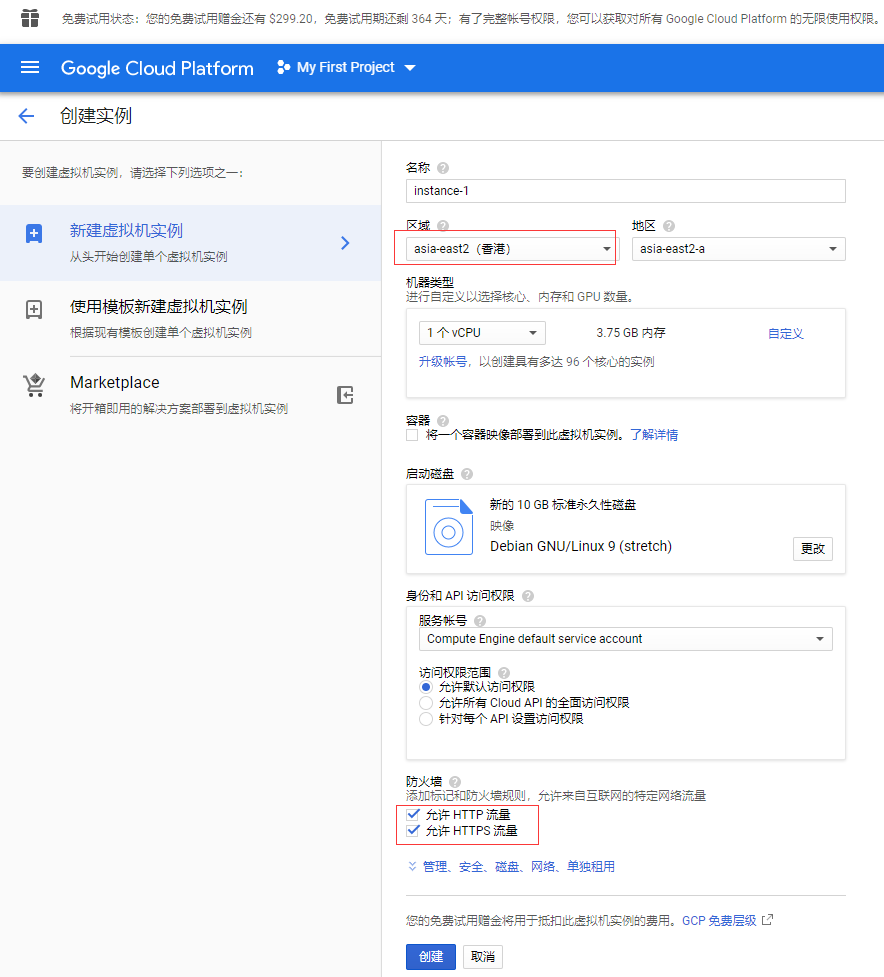 免费试用状态：您的免费试用赠金还有 $299.20，免费试用期还剩 364 天；有了完整帐号权限，您可以获取对所有 Google Cloud Platform 的无限使用权限。
Google Cloud Platform My First Project
创建实例
要创建虚拟机实例，请选择下列选项之一：
新建虚拟机实例
从头开始创建单个虚拟机实例
使用模板新建虚拟机实例
根据现有模板创建单个虚拟机实例
Marketplace
将开箱即用的解决方案部署到虚拟机实例
名称
instance-1
区域 地区
asia-east2（香港） asia-east2-a
机器类型
进行自定义以选择核心、内存和 GPU 数量。
1 个 vCPU 3.75 GB 内存 自定义
升级帐号，以创建具有多达 96 个核心的实例
容器
将一个容器映像部署到此虚拟机实例。了解详情
启动磁盘
新的 10 GB 标准永久性磁盘
映像
Debian GNU/Linux 9 (stretch) 更改
身份和 API 访问权限
服务帐号
Compute Engine default service account
访问权限范围
允许默认访问权限
允许所有 Cloud API 的全面访问权限
针对每个 API 设置访问权限
防火墙
添加标记和防火墙规则，允许来自互联网的特定网络流量
允许 HTTP 流量
允许 HTTPS 流量
管理、安全、磁盘、网络、单独租用
您的免费试用赠金将用于抵扣此虚拟机实例的费用。GCP 免费层级
创建 取消